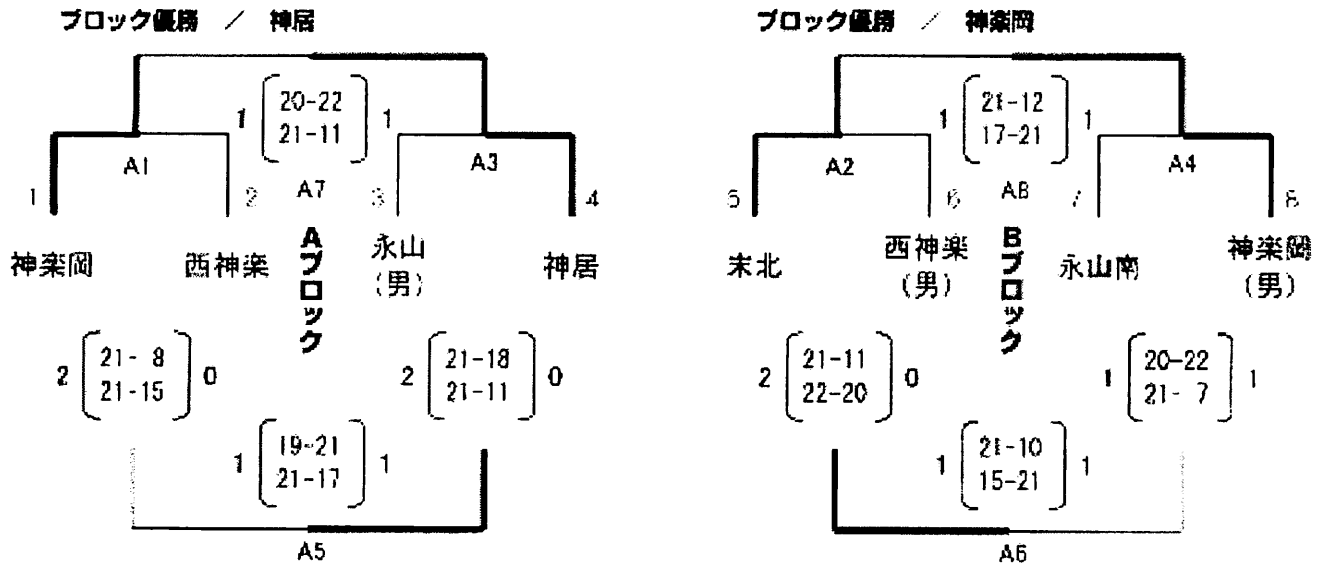 ブロック優勝 / 神居
1 20-22 1
21-11
A1
A7
A3
1
2
3
4
神楽岡
西神楽
Aブロック
永山
(男)
神居
2 21- 8 0
21-15
2 21-18 0
21-11
1 19-21 1
21-17
A5
ブロック優勝 / 神楽岡
1 21-12 1
17-21
A2
A8
A4
5
6
7
8
末北
西神楽
(男)
Bブロック
永山南
神楽岡
(男)
2 21-11 0
22-20
1 20-22 1
21- 7
1 21-10 1
15-21
A6